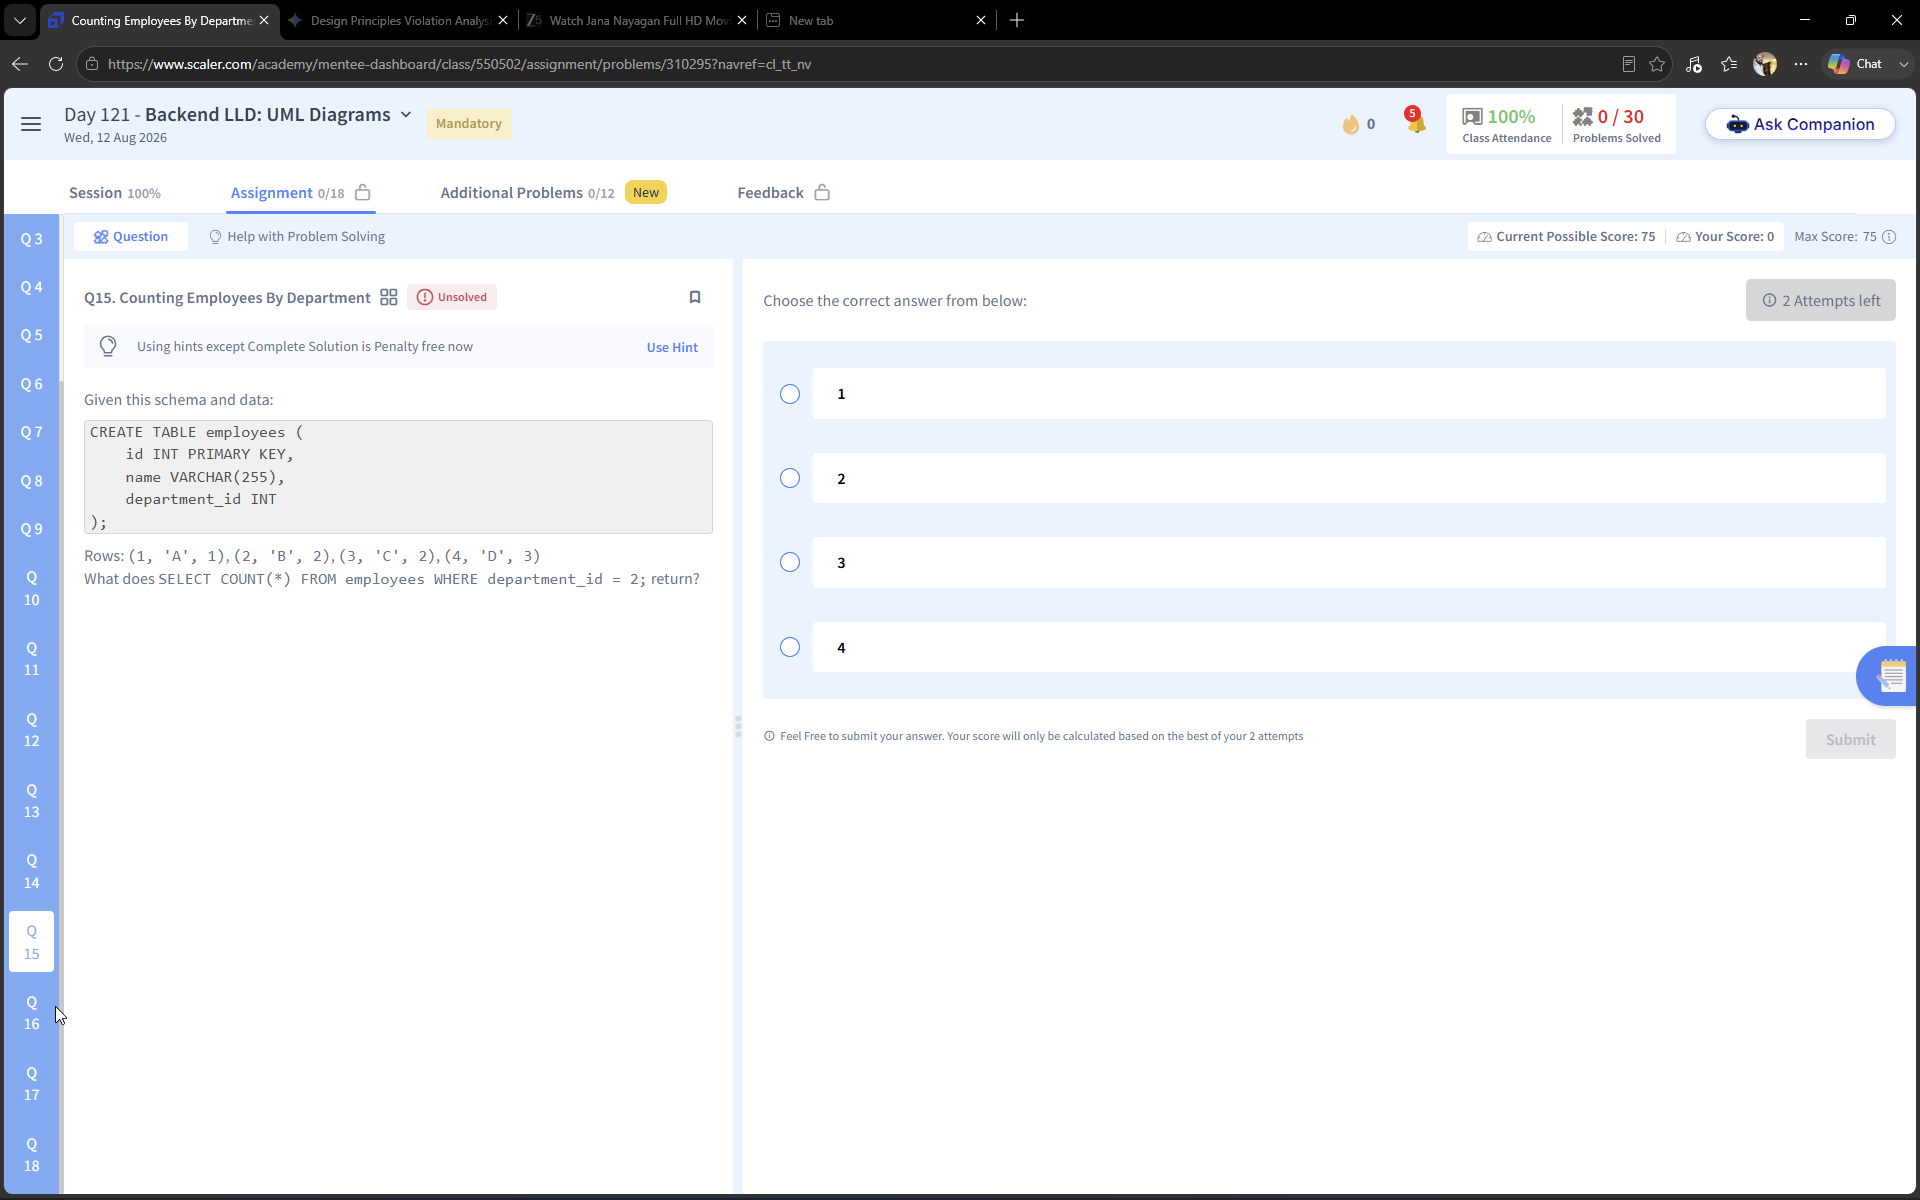 Counting Employees By Departme
Design Principles Violation Analys
Watch Jana Nayagan Full HD Mov
New tab
https://www.scaler.com/academy/mentee-dashboard/class/550502/assignment/problems/310295?navref=cl_tt_nv
Chat
Day 121 - Backend LLD: UML Diagrams
Wed, 12 Aug 2026
Mandatory
0
5
100%
Class Attendance
0 / 30
Problems Solved
Ask Companion
Session 100%
Assignment 0/18
Additional Problems 0/12 New
Feedback
Question
Help with Problem Solving
Current Possible Score: 75
Your Score: 0
Max Score: 75
Q 3
Q 4
Q 5
Q 6
Q 7
Q 8
Q 9
Q
10
Q
11
Q
12
Q
13
Q
14
Q
15
Q
16
Q
17
Q
18
Q15. Counting Employees By Department
Unsolved
Using hints except Complete Solution is Penalty free now
Use Hint
Given this schema and data:
CREATE TABLE employees (
id INT PRIMARY KEY,
name VARCHAR(255),
department_id INT
);
Rows: (1, 'A', 1), (2, 'B', 2), (3, 'C', 2), (4, 'D', 3)
What does SELECT COUNT(*) FROM employees WHERE department_id = 2; return?
Choose the correct answer from below:
2 Attempts left
1
2
3
4
Feel Free to submit your answer. Your score will only be calculated based on the best of your 2 attempts
Submit